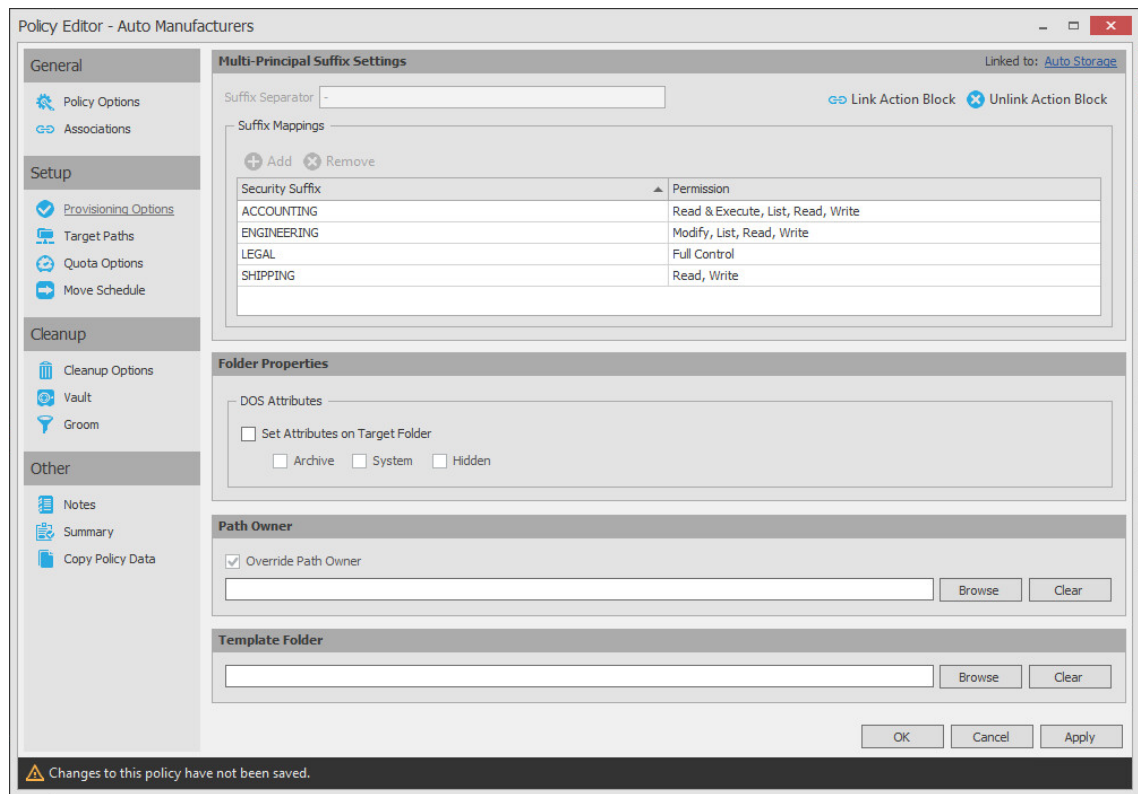 Policy Editor - Auto Manufacturers
General
Policy Options
Associations
Setup
Provisioning Options
Target Paths
Quota Options
Move Schedule
Cleanup
Cleanup Options
Vault
Groom
Other
Notes
Summary
Copy Policy Data
Multi-Principal Suffix Settings Linked to: Auto Storage
Suffix Separator - Link Action Block Unlink Action Block
Suffix Mappings
Add Remove
Security Suffix Permission
ACCOUNTING Read & Execute, List, Read, Write
ENGINEERING Modify, List, Read, Write
LEGAL Full Control
SHIPPING Read, Write
Folder Properties
DOS Attributes
Set Attributes on Target Folder
Archive System Hidden
Path Owner
Override Path Owner
Browse Clear
Template Folder
Browse Clear
OK Cancel Apply
Changes to this policy have not been saved.